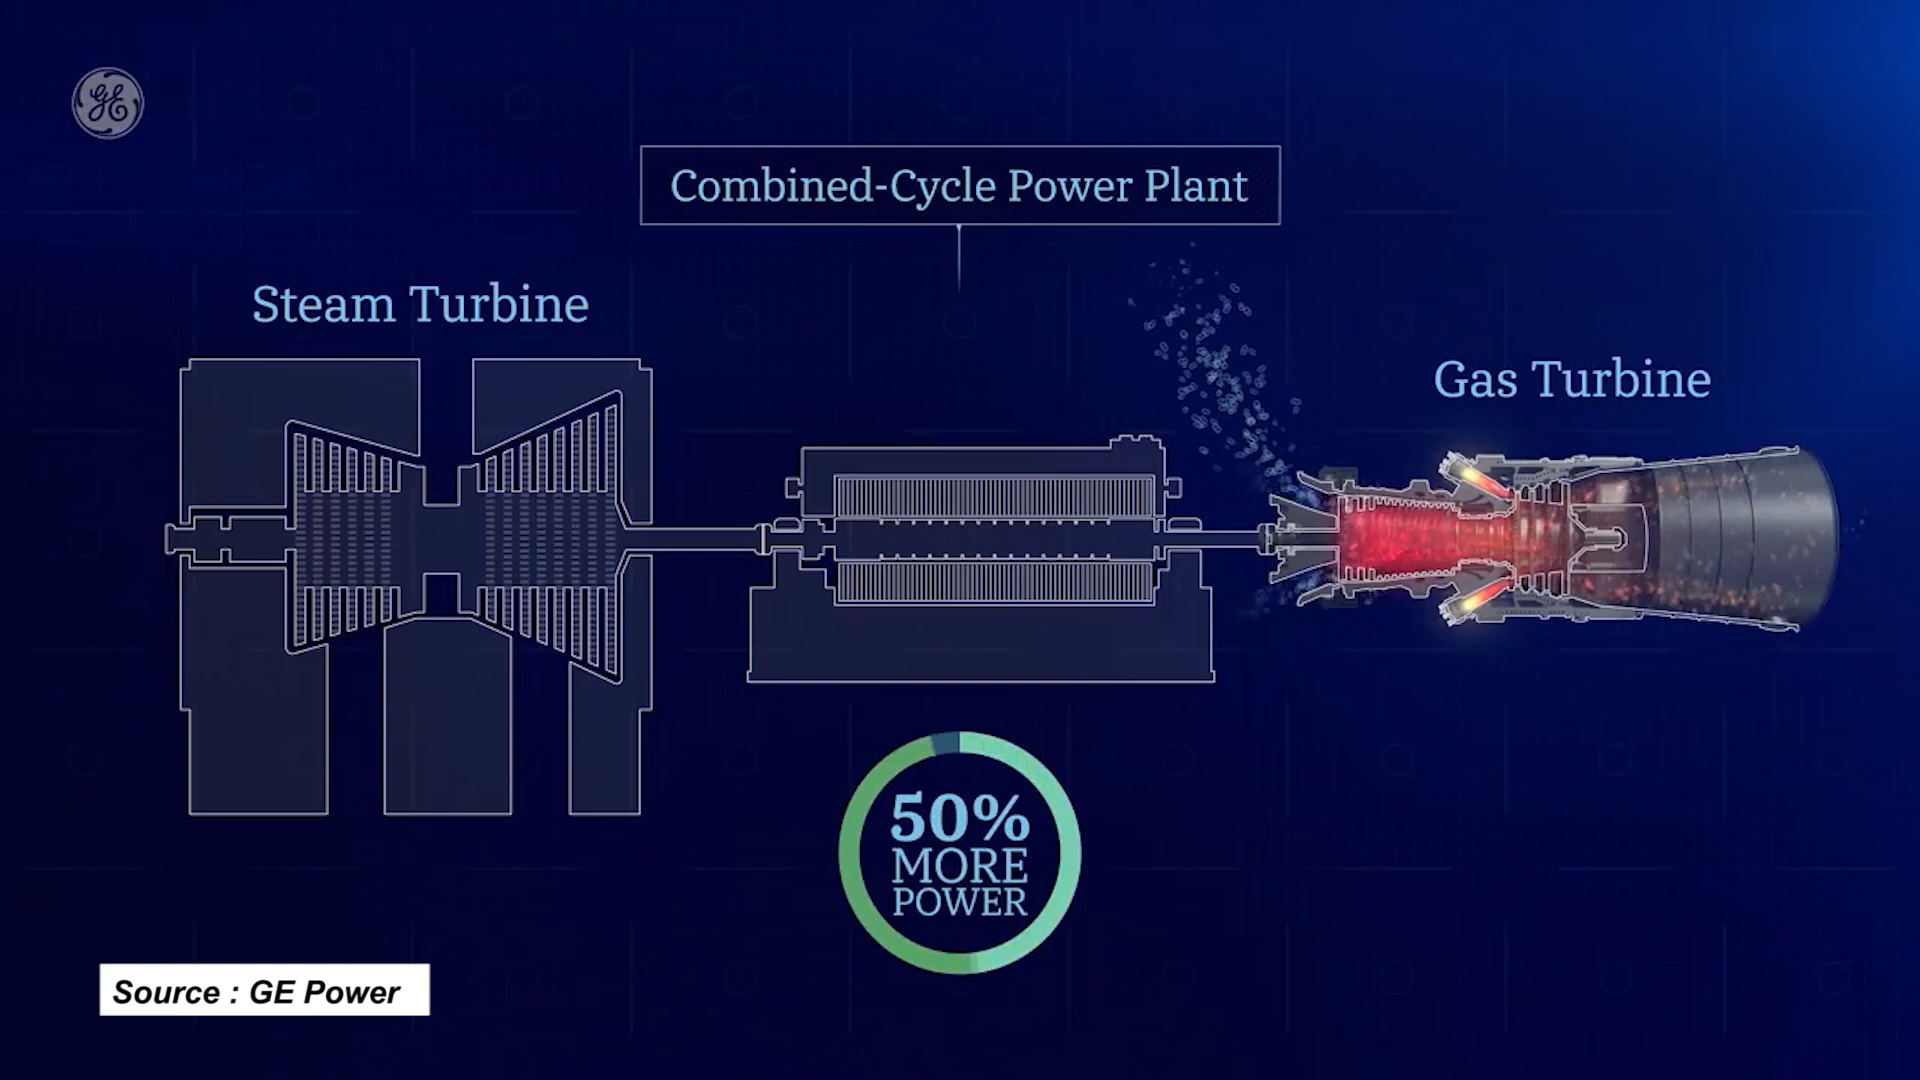 GE
Combined-Cycle Power Plant
Steam Turbine
Gas Turbine
50%
MORE
POWER
Source : GE Power